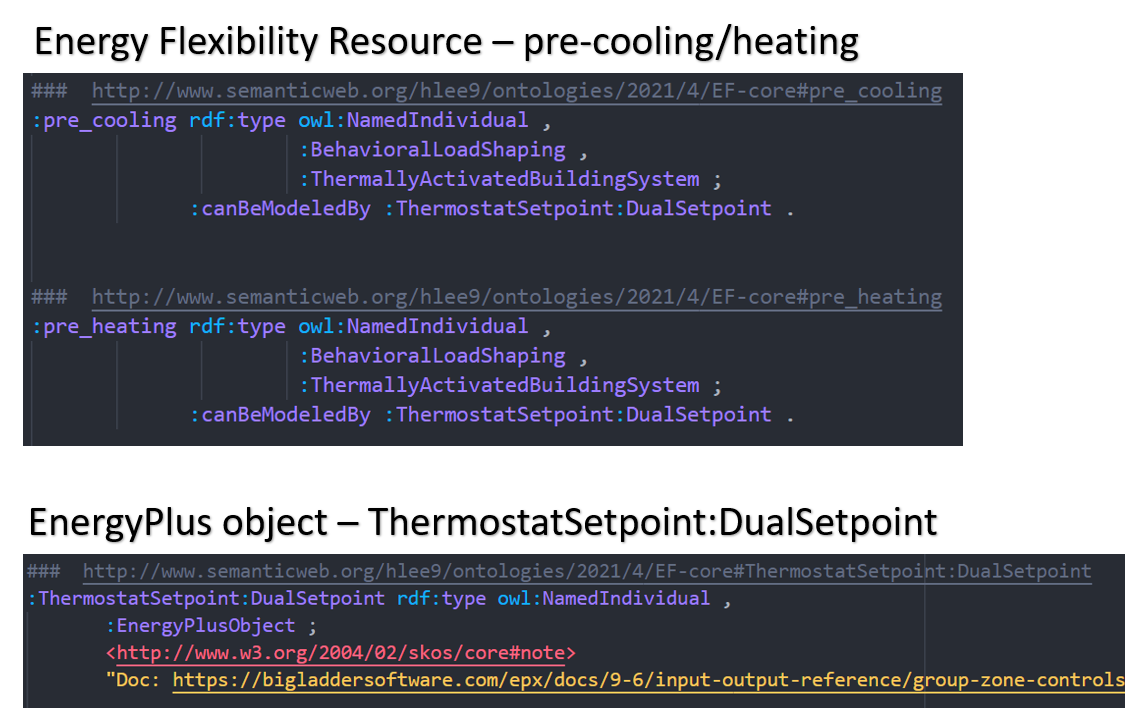 Energy Flexibility Resource – pre-cooling/heating
### http://www.semanticweb.org/hlee9/ontologies/2021/4/EF-core#pre_cooling
:pre_cooling rdf:type owl:NamedIndividual ,
:BehavioralLoadShaping ,
:ThermallyActivatedBuildingSystem ;
:canBeModeledBy :ThermostatSetpoint:DualSetpoint .
### http://www.semanticweb.org/hlee9/ontologies/2021/4/EF-core#pre_heating
:pre_heating rdf:type owl:NamedIndividual ,
:BehavioralLoadShaping ,
:ThermallyActivatedBuildingSystem ;
:canBeModeledBy :ThermostatSetpoint:DualSetpoint .
EnergyPlus object – ThermostatSetpoint:DualSetpoint
### http://www.semanticweb.org/hlee9/ontologies/2021/4/EF-core#ThermostatSetpoint:DualSetpoint
:ThermostatSetpoint:DualSetpoint rdf:type owl:NamedIndividual ,
:EnergyPlusObject ;
<http://www.w3.org/2004/02/skos/core#note>
"Doc: https://bigladdersoftware.com/epx/docs/9-6/input-output-reference/group-zone-controls